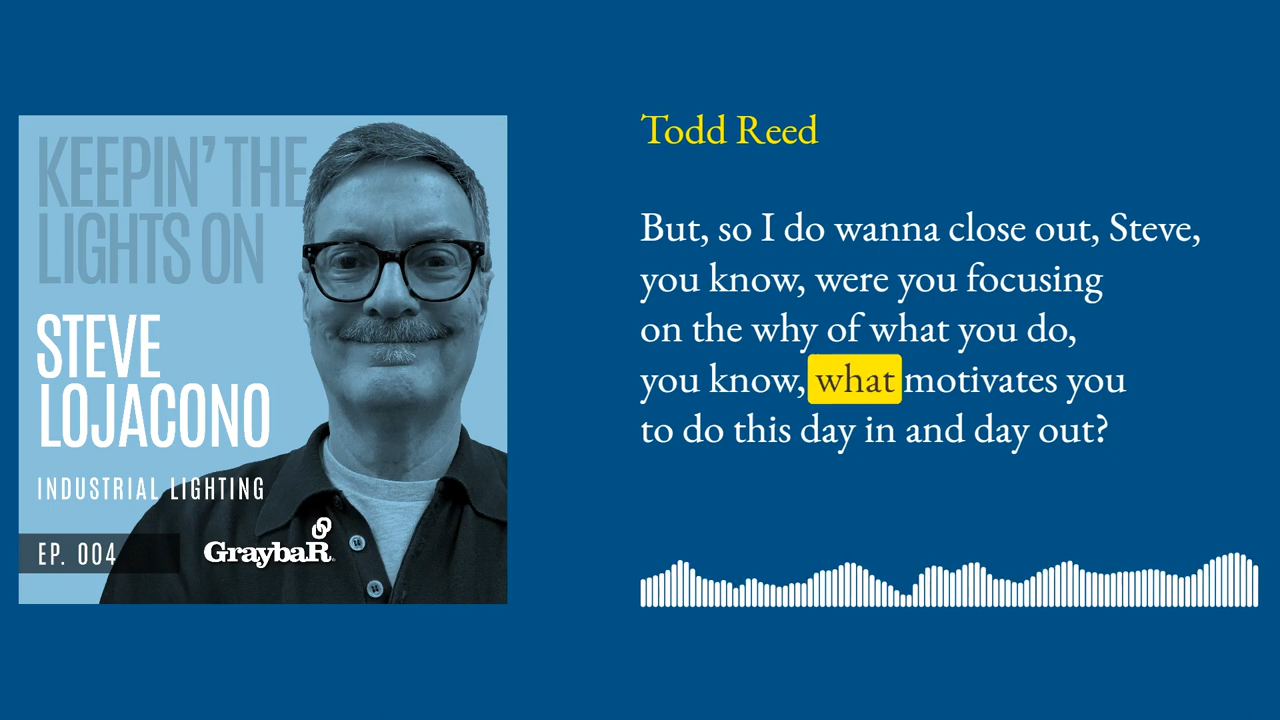 KEEPIN' THE
LIGHTS ON
STEVE
LOJACONO
INDUSTRIAL LIGHTING
EP. 004
GraybaR
Todd Reed
But, so I do wanna close out, Steve,
you know, were you focusing
on the why of what you do,
you know, what motivates you
to do this day in and day out?